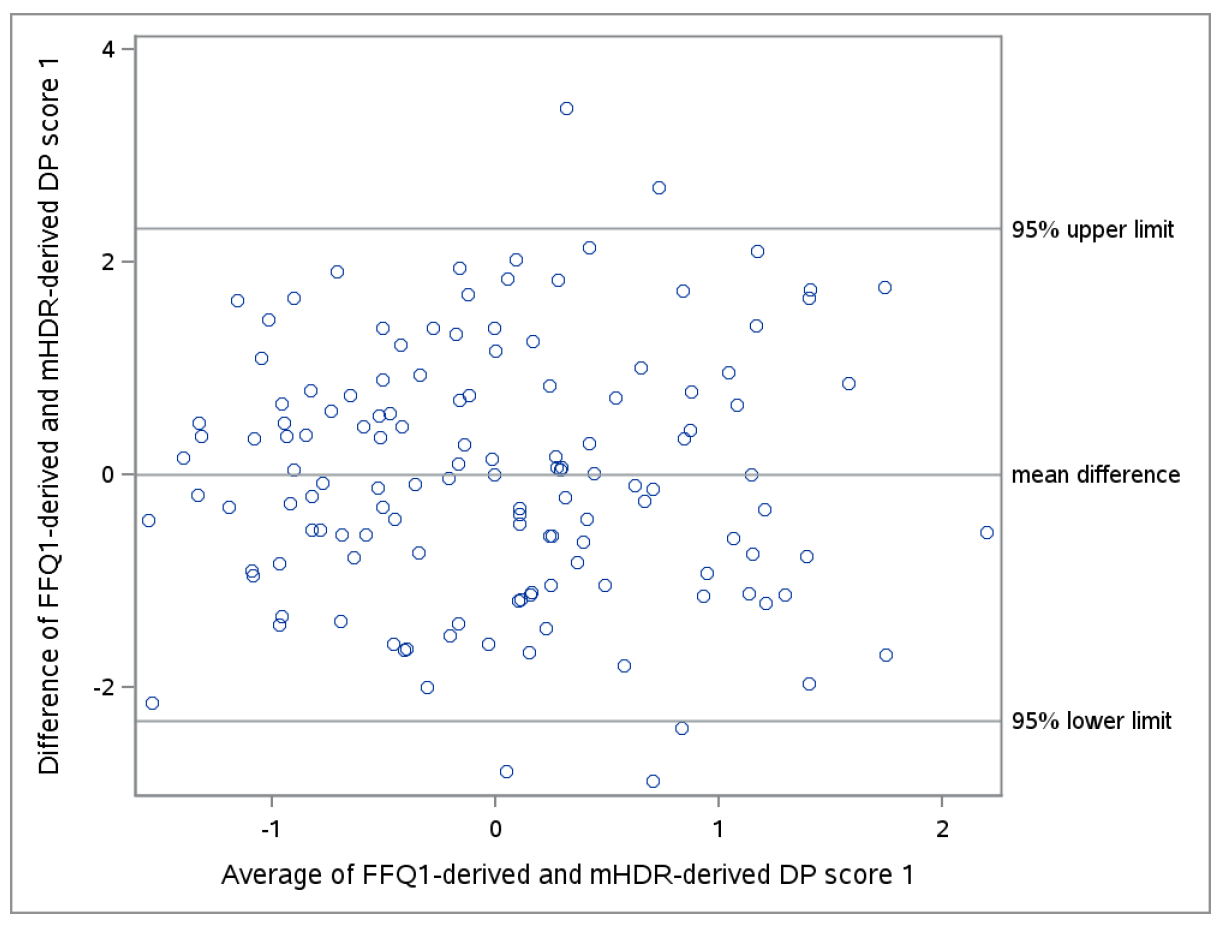 Difference of FFQ1-derived and mHDR-derived DP score 1
4
2
0
-2
95% upper limit
mean difference
95% lower limit
-1
0
1
2
Average of FFQ1-derived and mHDR-derived DP score 1